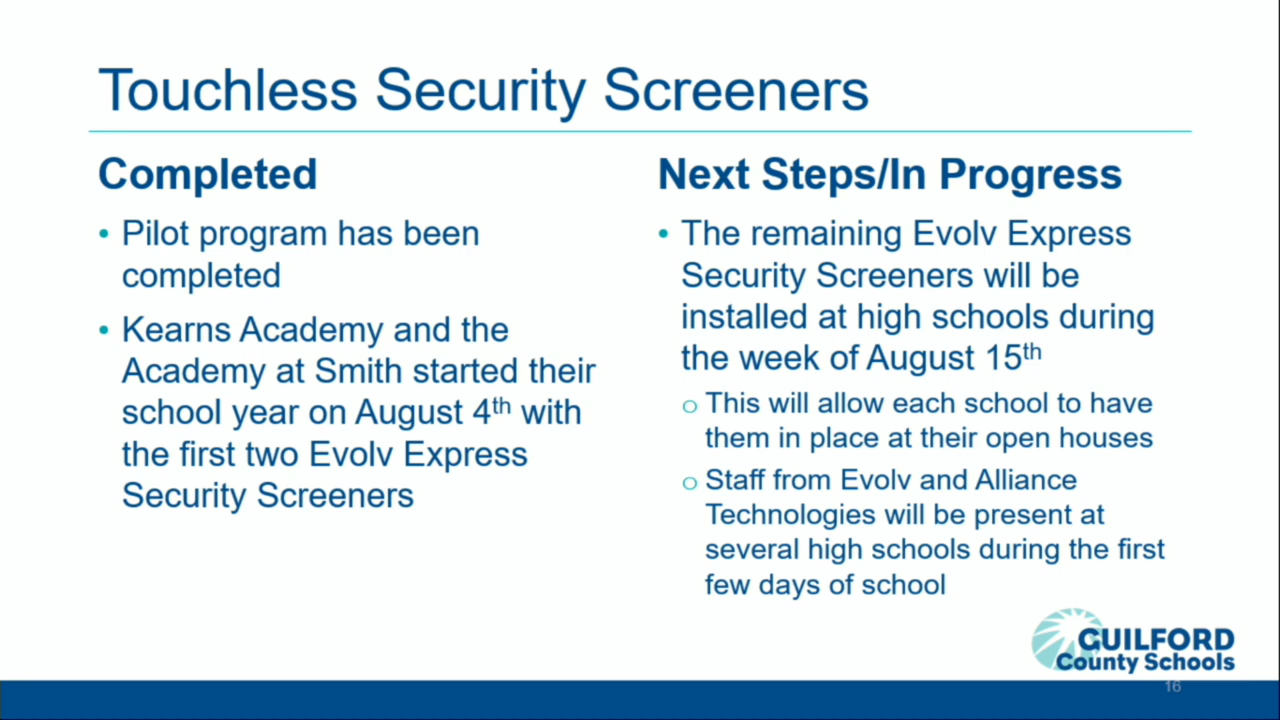 Touchless Security Screeners
Completed
• Pilot program has been
completed
• Kearns Academy and the
Academy at Smith started their
school year on August 4th with
the first two Evolv Express
Security Screeners
Next Steps/In Progress
• The remaining Evolv Express
Security Screeners will be
installed at high schools during
the week of August 15th
o This will allow each school to have
them in place at their open houses
o Staff from Evolv and Alliance
Technologies will be present at
several high schools during the first
few days of school
GUILFORD
County Schools
16